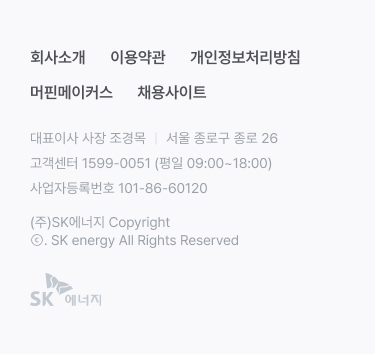 회사소개 이용약관 개인정보처리방침
머핀메이커스 채용사이트
대표이사 사장 조경목 | 서울 종로구 종로 26
고객센터 1599-0051 (평일 09:00~18:00)
사업자등록번호 101-86-60120
(주)SK에너지 Copyright
ⓒ. SK energy All Rights Reserved
SK 에너지